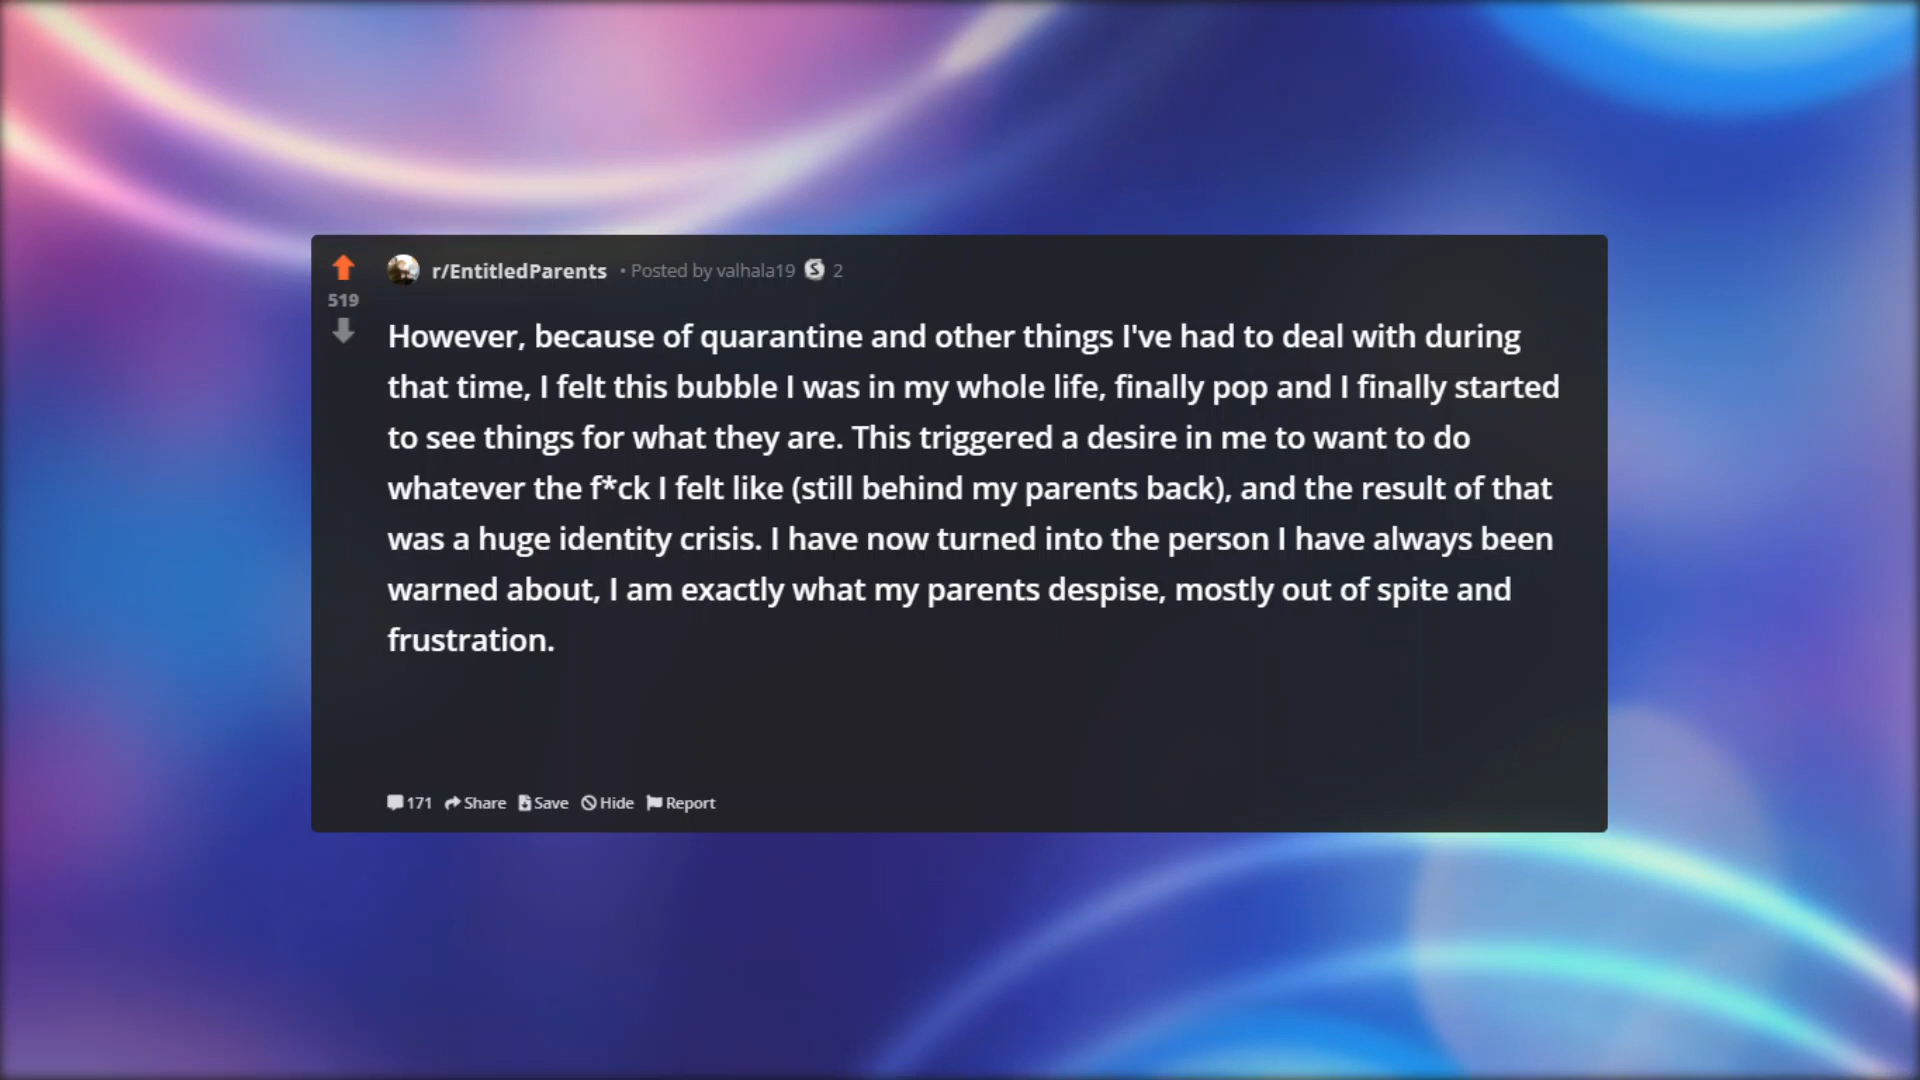 r/EntitledParents • Posted by valhala19 S 2
519
However, because of quarantine and other things I've had to deal with during
that time, I felt this bubble I was in my whole life, finally pop and I finally started
to see things for what they are. This triggered a desire in me to want to do
whatever the f*ck I felt like (still behind my parents back), and the result of that
was a huge identity crisis. I have now turned into the person I have always been
warned about, I am exactly what my parents despise, mostly out of spite and
frustration.
171 Share Save Hide Report